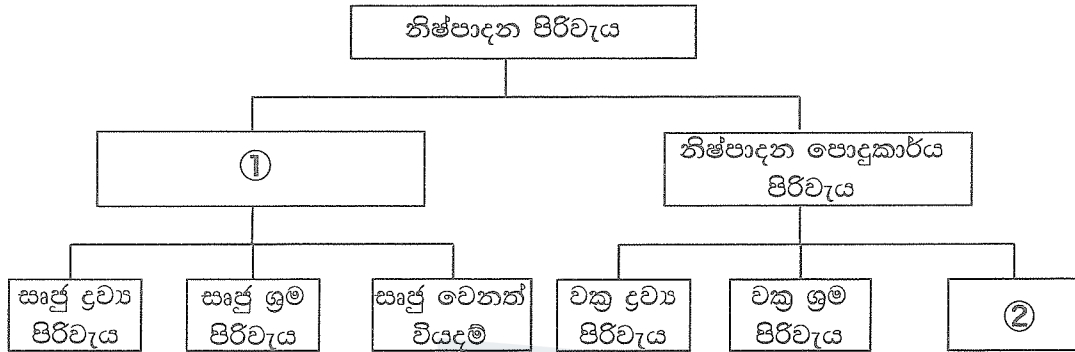 නිෂ්පාදන පිරිවැය
①
නිෂ්පාදන පොදුකාර්ය
පිරිවැය
සෘජු ද්‍රව්‍ය
පිරිවැය
සෘජු ශ්‍රම
පිරිවැය
සෘජු වෙනත්
වියදම්
වක්‍ර ද්‍රව්‍ය
පිරිවැය
වක්‍ර ශ්‍රම
පිරිවැය
②